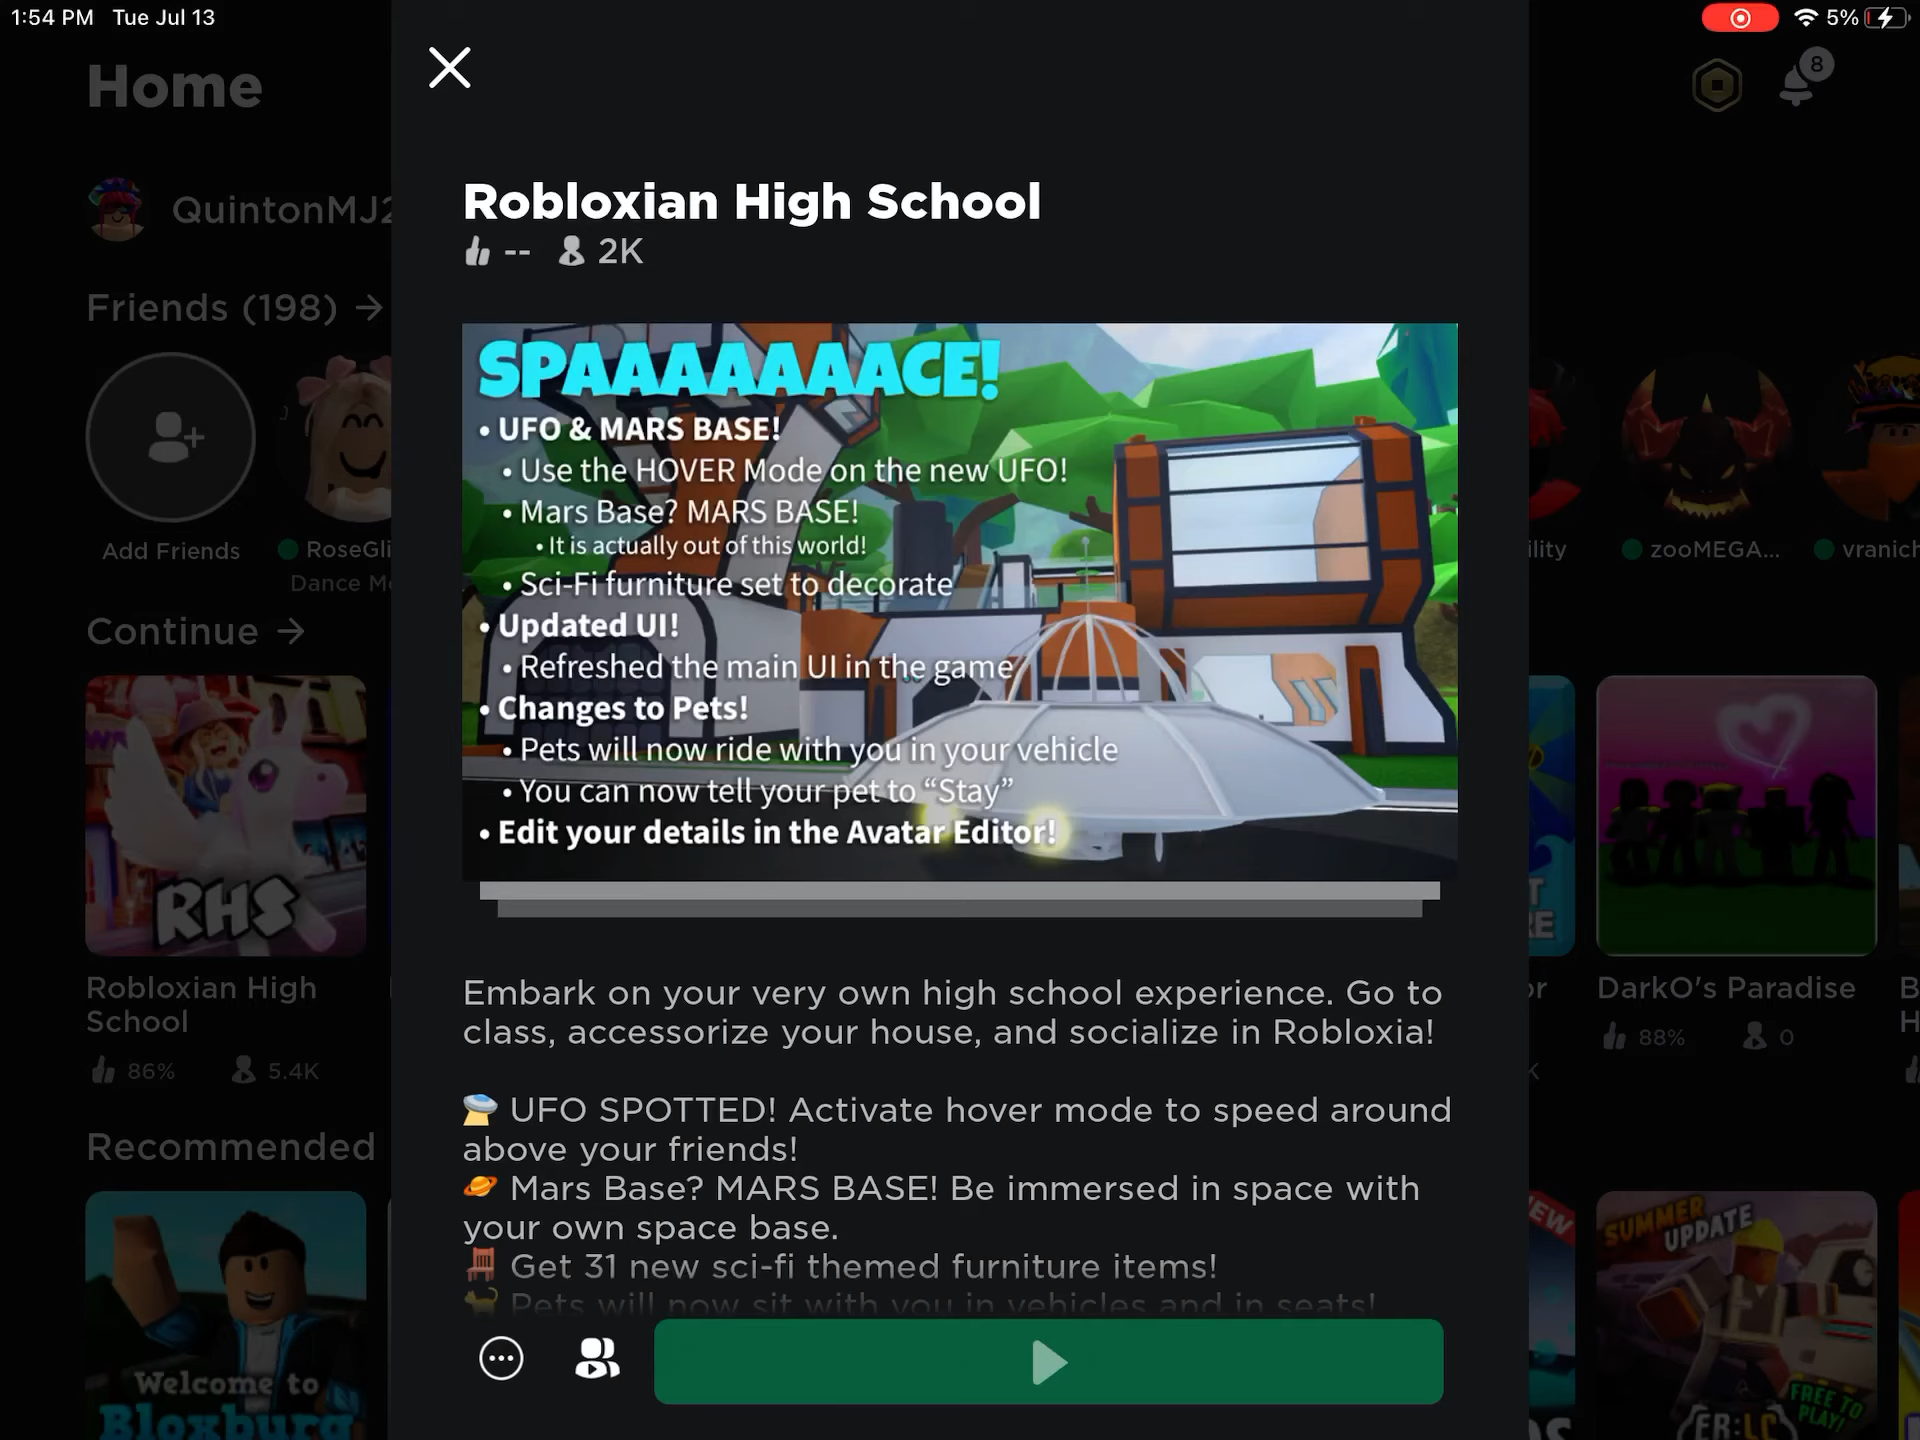 1:54 PM Tue Jul 13
5%
Home
8
QuintonMJ2
Friends (198) →
Add Friends
RoseGli
Dance Me
ility
zooMEGA...
vranich
Continue →
RHS
Robloxian High
School
86% 5.4K
DarkO's Paradise
88% 0
Recommended
Welcome to
Bloxburg
SUMMER
UPDATE
FREE TO
PLAY!
ER:LC
Robloxian High School
-- 2K
SPAAAAAAACE!
• UFO & MARS BASE!
• Use the HOVER Mode on the new UFO!
• Mars Base? MARS BASE!
• It is actually out of this world!
• Sci-Fi furniture set to decorate
• Updated UI!
• Refreshed the main UI in the game
• Changes to Pets!
• Pets will now ride with you in your vehicle
• You can now tell your pet to “Stay”
• Edit your details in the Avatar Editor!
Embark on your very own high school experience. Go to
class, accessorize your house, and socialize in Robloxia!
🛸 UFO SPOTTED! Activate hover mode to speed around
above your friends!
🪐 Mars Base? MARS BASE! Be immersed in space with
your own space base.
🪑 Get 31 new sci-fi themed furniture items!
🐈 Pets will now sit with you in vehicles and in seats!